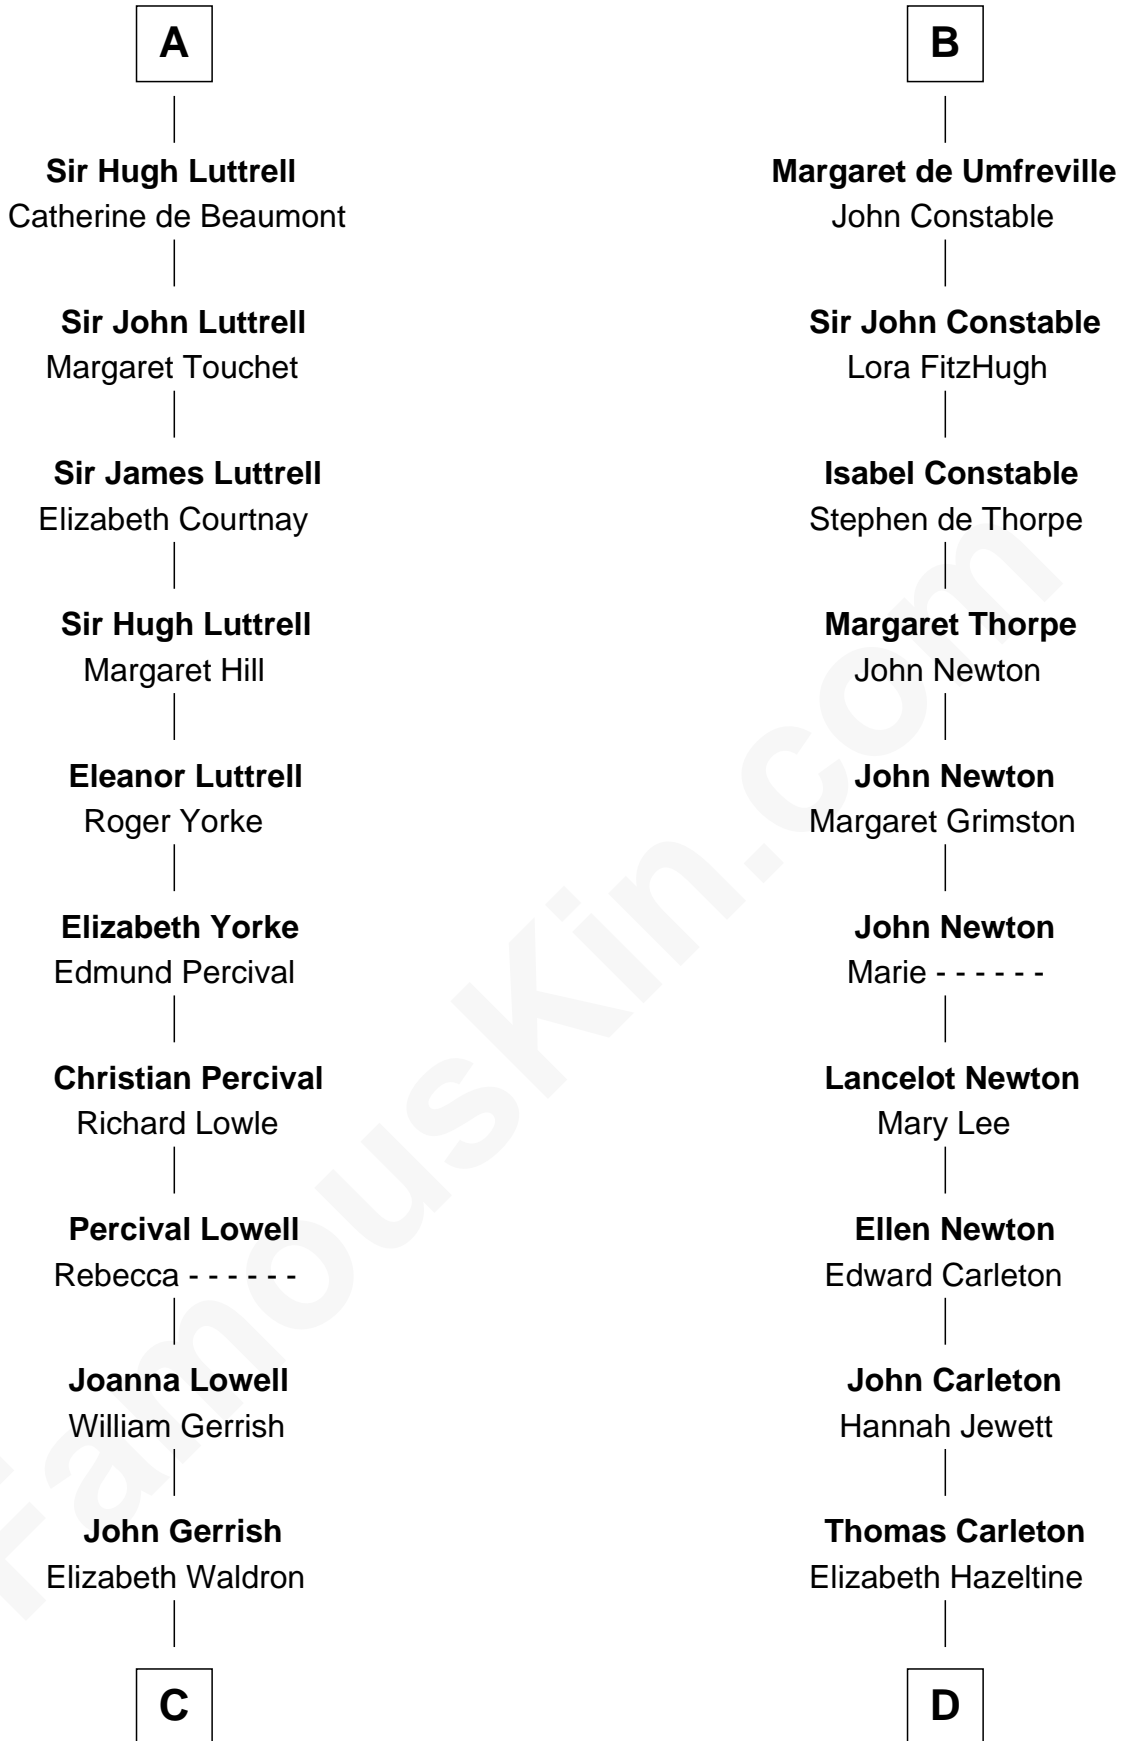 A
Sir Hugh Luttrell
Catherine de Beaumont
Sir John Luttrell
Margaret Touchet
Sir James Luttrell
Elizabeth Courtnay
Sir Hugh Luttrell
Margaret Hill
Eleanor Luttrell
Roger Yorke
Elizabeth Yorke
Edmund Percival
Christian Percival
Richard Lowle
Percival Lowell
Rebecca - - - - - -
Joanna Lowell
William Gerrish
John Gerrish
Elizabeth Waldron
C
B
Margaret de Umfreville
John Constable
Sir John Constable
Lora FitzHugh
Isabel Constable
Stephen de Thorpe
Margaret Thorpe
John Newton
John Newton
Margaret Grimston
John Newton
Marie - - - - - -
Lancelot Newton
Mary Lee
Ellen Newton
Edward Carleton
John Carleton
Hannah Jewett
Thomas Carleton
Elizabeth Hazeltine
D
FamousKin.com